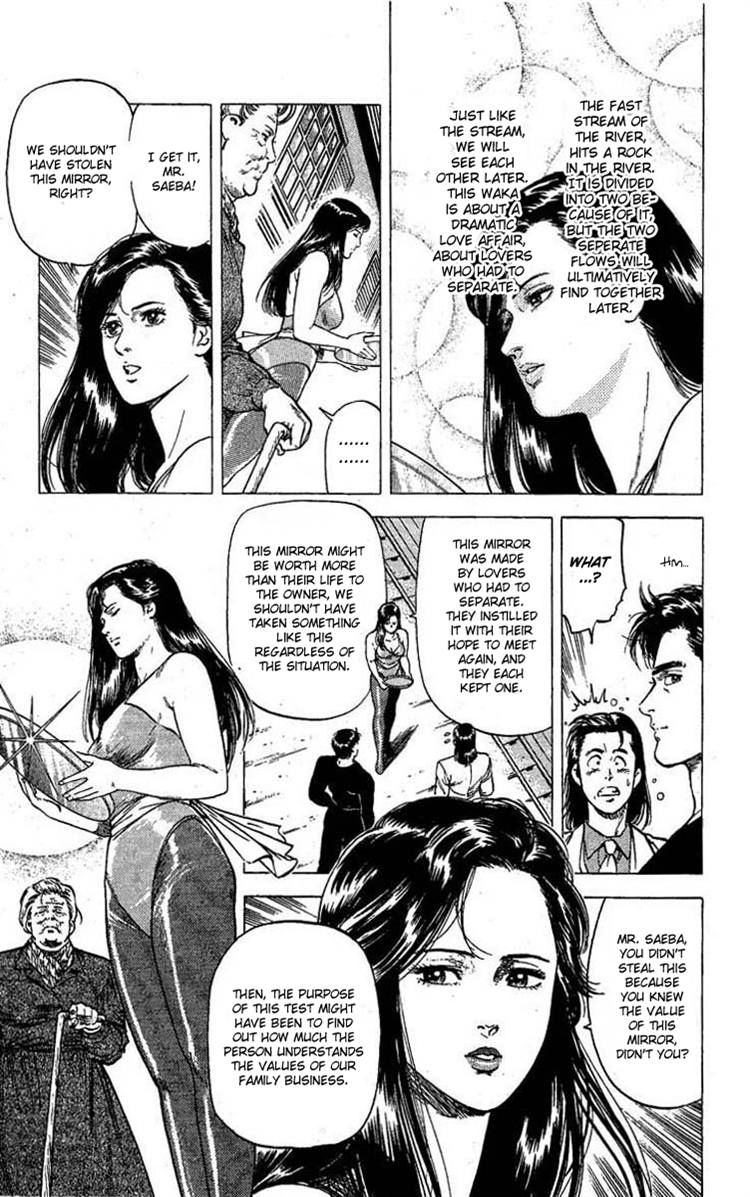 THE FAST
STREAM OF
THE RIVER,
HITS A ROCK
IN THE RIVER.
IT IS DIVIDED
INTO TWO BE-
CAUSE OF IT,
BUT THE TWO
SEPERATE
FLOWS WILL
ULTIMATIVELY
FIND TOGETHER
LATER.
JUST LIKE
THE STREAM,
WE WILL
SEE EACH
OTHER LATER.
THIS WAKA
IS ABOUT A
DRAMATIC
LOVE AFFAIR,
ABOUT LOVERS
WHO HAD TO
SEPARATE.
......
......
I GET IT,
MR.
SAEBA!
WE SHOULDN'T
HAVE STOLEN
THIS MIRROR,
RIGHT?
HM...
WHAT
...?
THIS MIRROR
WAS MADE
BY LOVERS
WHO HAD TO
SEPARATE.
THEY INSTILLED
IT WITH THEIR
HOPE TO MEET
AGAIN, AND
THEY EACH
KEPT ONE.
THIS MIRROR MIGHT
BE WORTH MORE
THAN THEIR LIFE TO
THE OWNER, WE
SHOULDN'T HAVE
TAKEN SOMETHING
LIKE THIS
REGARDLESS OF
THE SITUATION.
MR. SAEBA,
YOU DIDN'T
STEAL THIS
BECAUSE
YOU KNEW
THE VALUE
OF THIS
MIRROR,
DIDN'T YOU?
THEN, THE PURPOSE
OF THIS TEST MIGHT
HAVE BEEN TO FIND
OUT HOW MUCH THE
PERSON UNDERSTANDS
THE VALUES OF OUR
FAMILY BUSINESS.